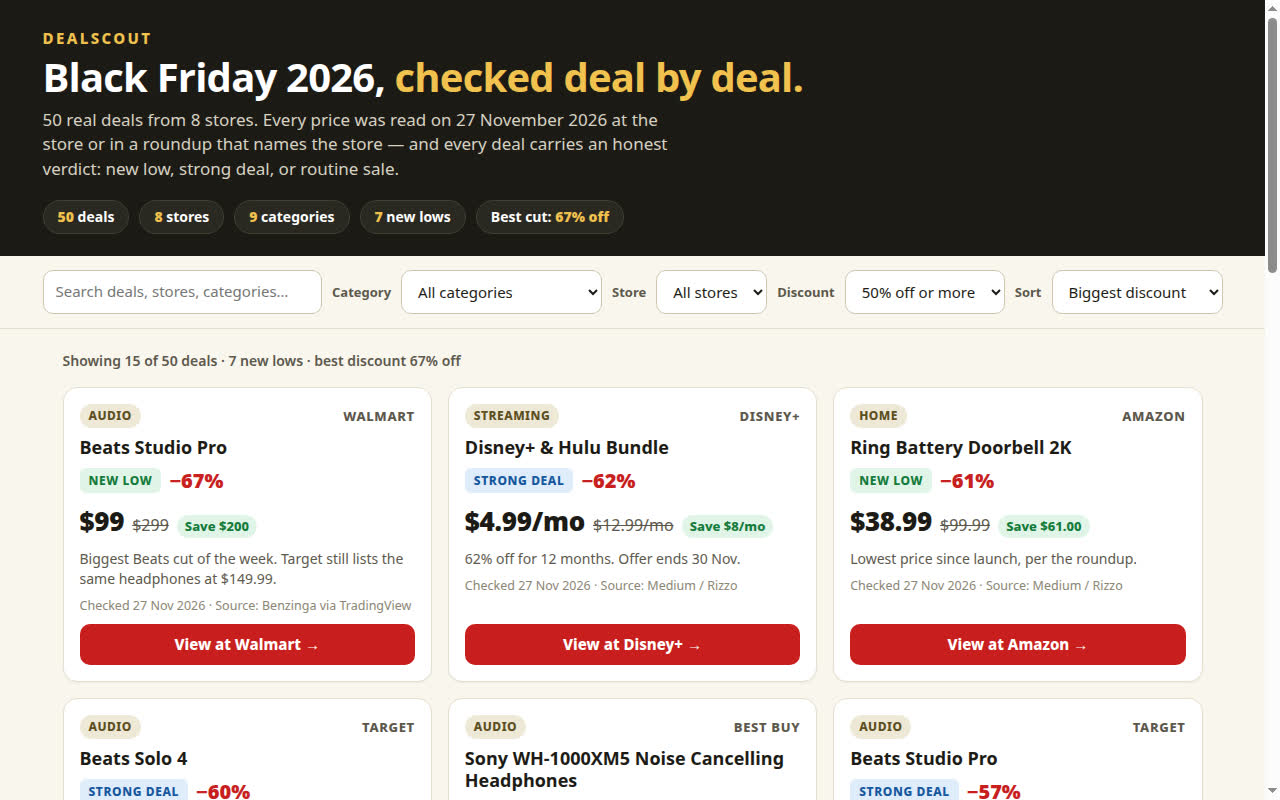 DEALSCOUT
Black Friday 2026, checked deal by deal.
50 real deals from 8 stores. Every price was read on 27 November 2026 at the
store or in a roundup that names the store — and every deal carries an honest
verdict: new low, strong deal, or routine sale.
50 deals
8 stores
9 categories
7 new lows
Best cut: 67% off
Search deals, stores, categories...
Category
All categories
Store
All stores
Discount
50% off or more
Sort
Biggest discount
Showing 15 of 50 deals · 7 new lows · best discount 67% off
AUDIO
WALMART
Beats Studio Pro
NEW LOW
−67%
$99 $299 Save $200
Biggest Beats cut of the week. Target still lists the
same headphones at $149.99.
Checked 27 Nov 2026 · Source: Benzinga via TradingView
View at Walmart →
STREAMING
DISNEY+
Disney+ & Hulu Bundle
STRONG DEAL
−62%
$4.99/mo $12.99/mo Save $8/mo
62% off for 12 months. Offer ends 30 Nov.
Checked 27 Nov 2026 · Source: Medium / Rizzo
View at Disney+ →
HOME
AMAZON
Ring Battery Doorbell 2K
NEW LOW
−61%
$38.99 $99.99 Save $61.00
Lowest price since launch, per the roundup.
Checked 27 Nov 2026 · Source: Medium / Rizzo
View at Amazon →
AUDIO
TARGET
Beats Solo 4
STRONG DEAL
−60%
AUDIO
BEST BUY
Sony WH-1000XM5 Noise Cancelling
Headphones
AUDIO
TARGET
Beats Studio Pro
STRONG DEAL
−57%